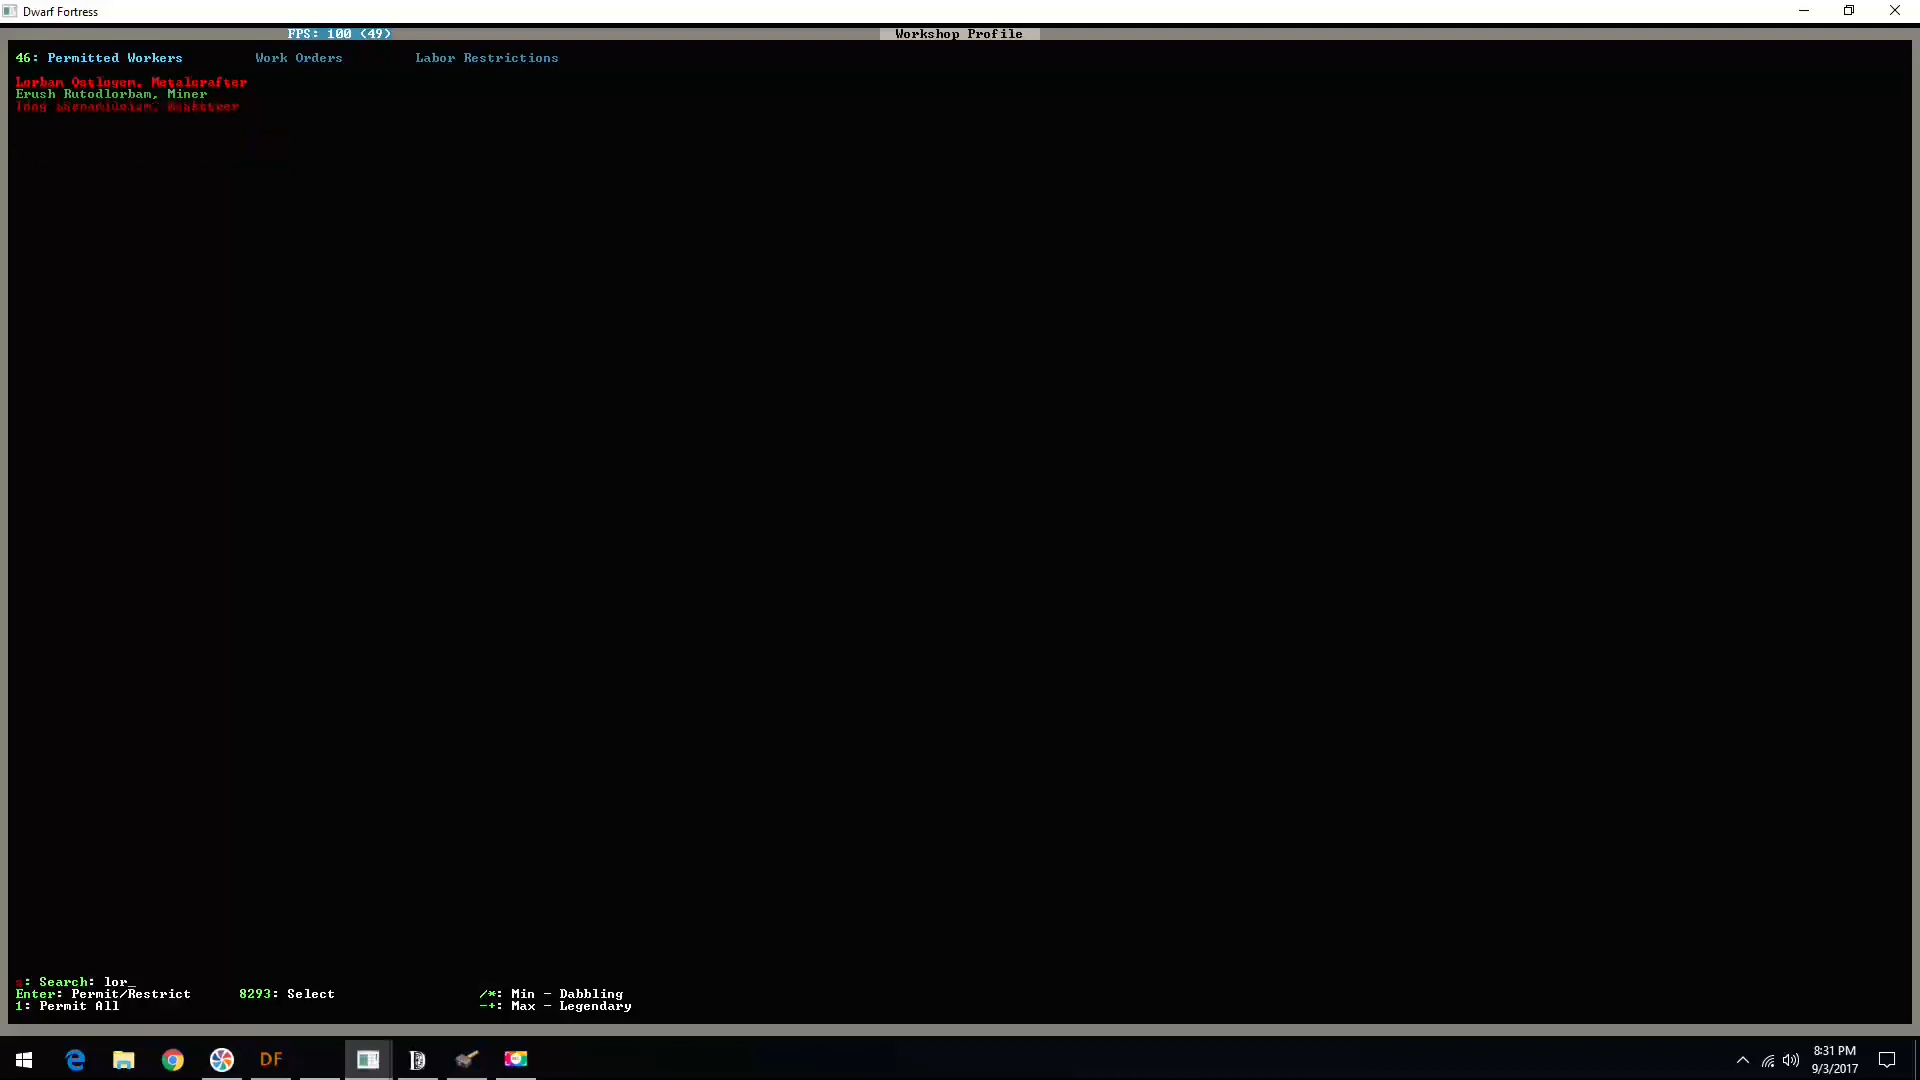 Dwarf Fortress
FPS: 100 (49)
Workshop Profile
46: Permitted Workers Work Orders Labor Restrictions
Metalcrafter
Erush Rutodlorbam, Miner
s: Search: lor_
Enter: Permit/Restrict 8293: Select /*: Min - Dabbling
1: Permit All -+: Max - Legendary
DF
8:31 PM
9/3/2017